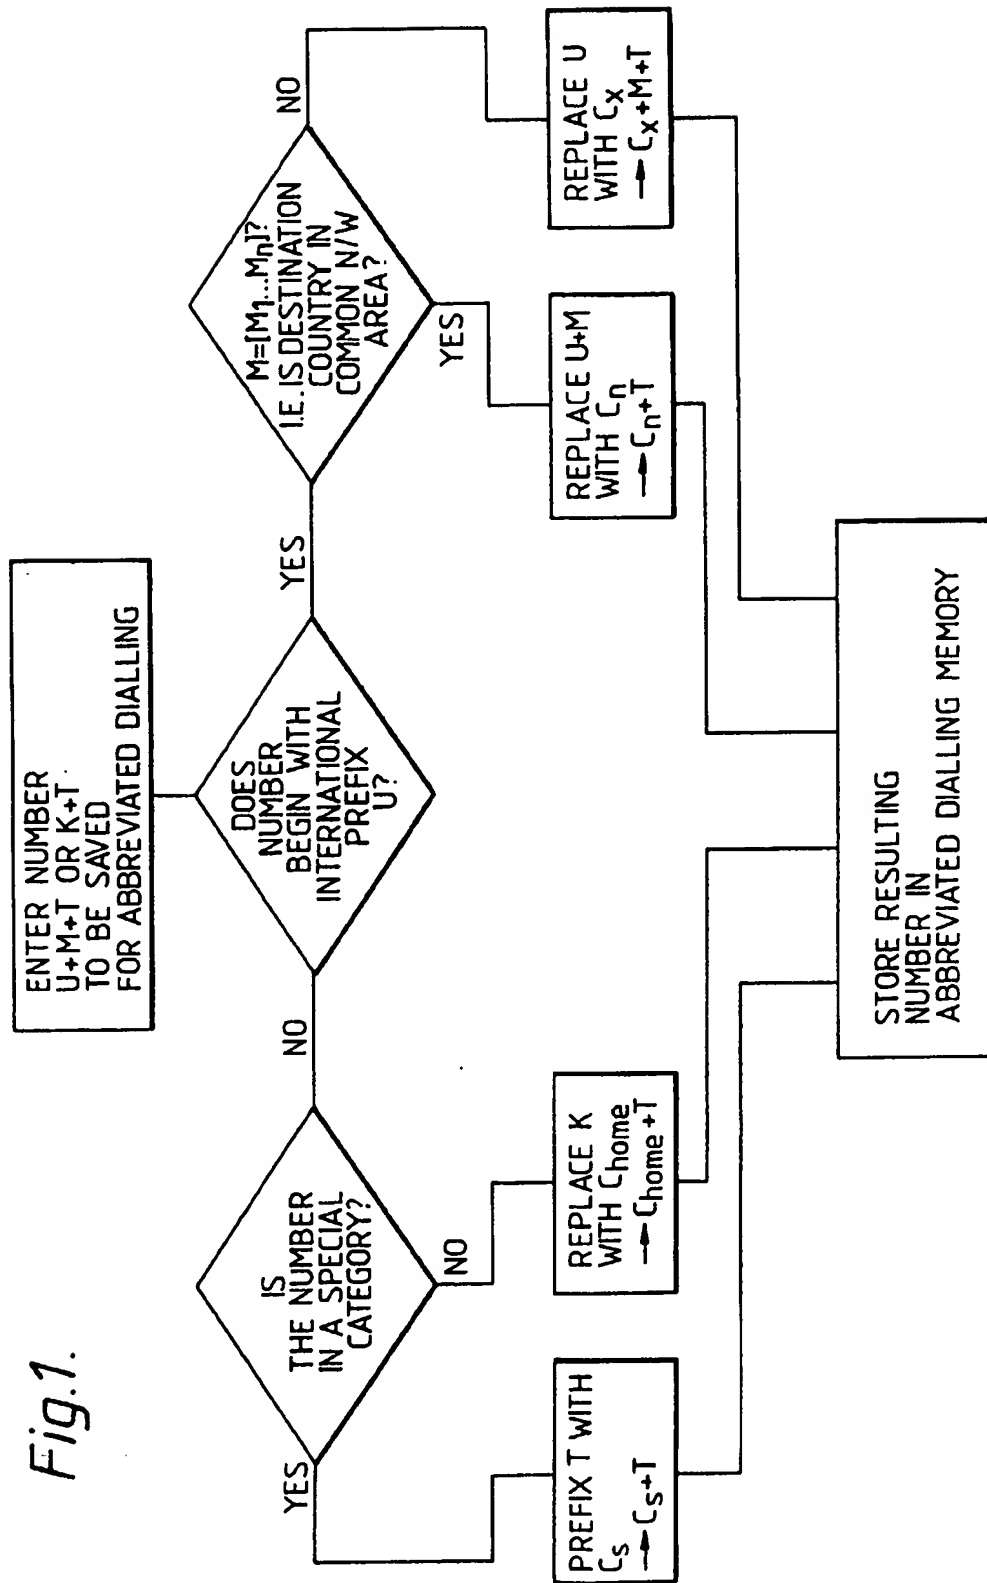 Fig.1.
ENTER NUMBER
U+M+T OR K+T
TO BE SAVED
FOR ABBREVIATED DIALLING
DOES
NUMBER
BEGIN WITH
INTERNATIONAL
PREFIX
U?
NO
YES
IS
THE NUMBER
IN A SPECIAL
CATEGORY?
YES
NO
M=[M1...Mn]?
I.E. IS DESTINATION
COUNTRY IN
COMMON N/W
AREA?
YES
NO
PREFIX T WITH
Cs
→Cs+T
REPLACE K
WITH Chome
→Chome+T
REPLACE U+M
WITH Cn
→Cn+T
REPLACE U
WITH Cx
→Cx+M+T
STORE RESULTING
NUMBER IN
ABBREVIATED DIALLING MEMORY